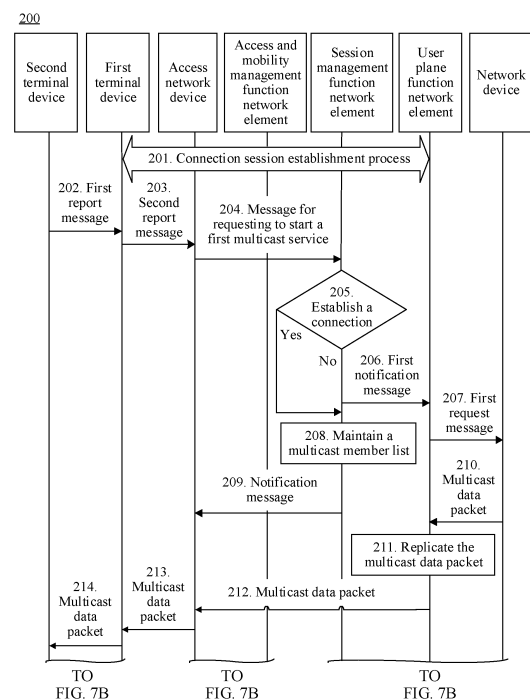 200
Second
terminal
device
First
terminal
device
Access
network
device
Access and
mobility
management
function
network
element
Session
management
function
network
element
User
plane
function
network
element
Network
device
201. Connection session establishment process
202. First
report
message
203.
Second
report
message
204. Message for
requesting to start a
first multicast service
205.
Establish a
connection
Yes
No
206. First
notification
message
207. First
request
message
208. Maintain a
multicast member list
209. Notification
message
210.
Multicast
data
packet
211. Replicate the
multicast data packet
212. Multicast data packet
213.
Multicast
data
packet
214.
Multicast
data
packet
TO
FIG. 7B
TO
FIG. 7B
TO
FIG. 7B